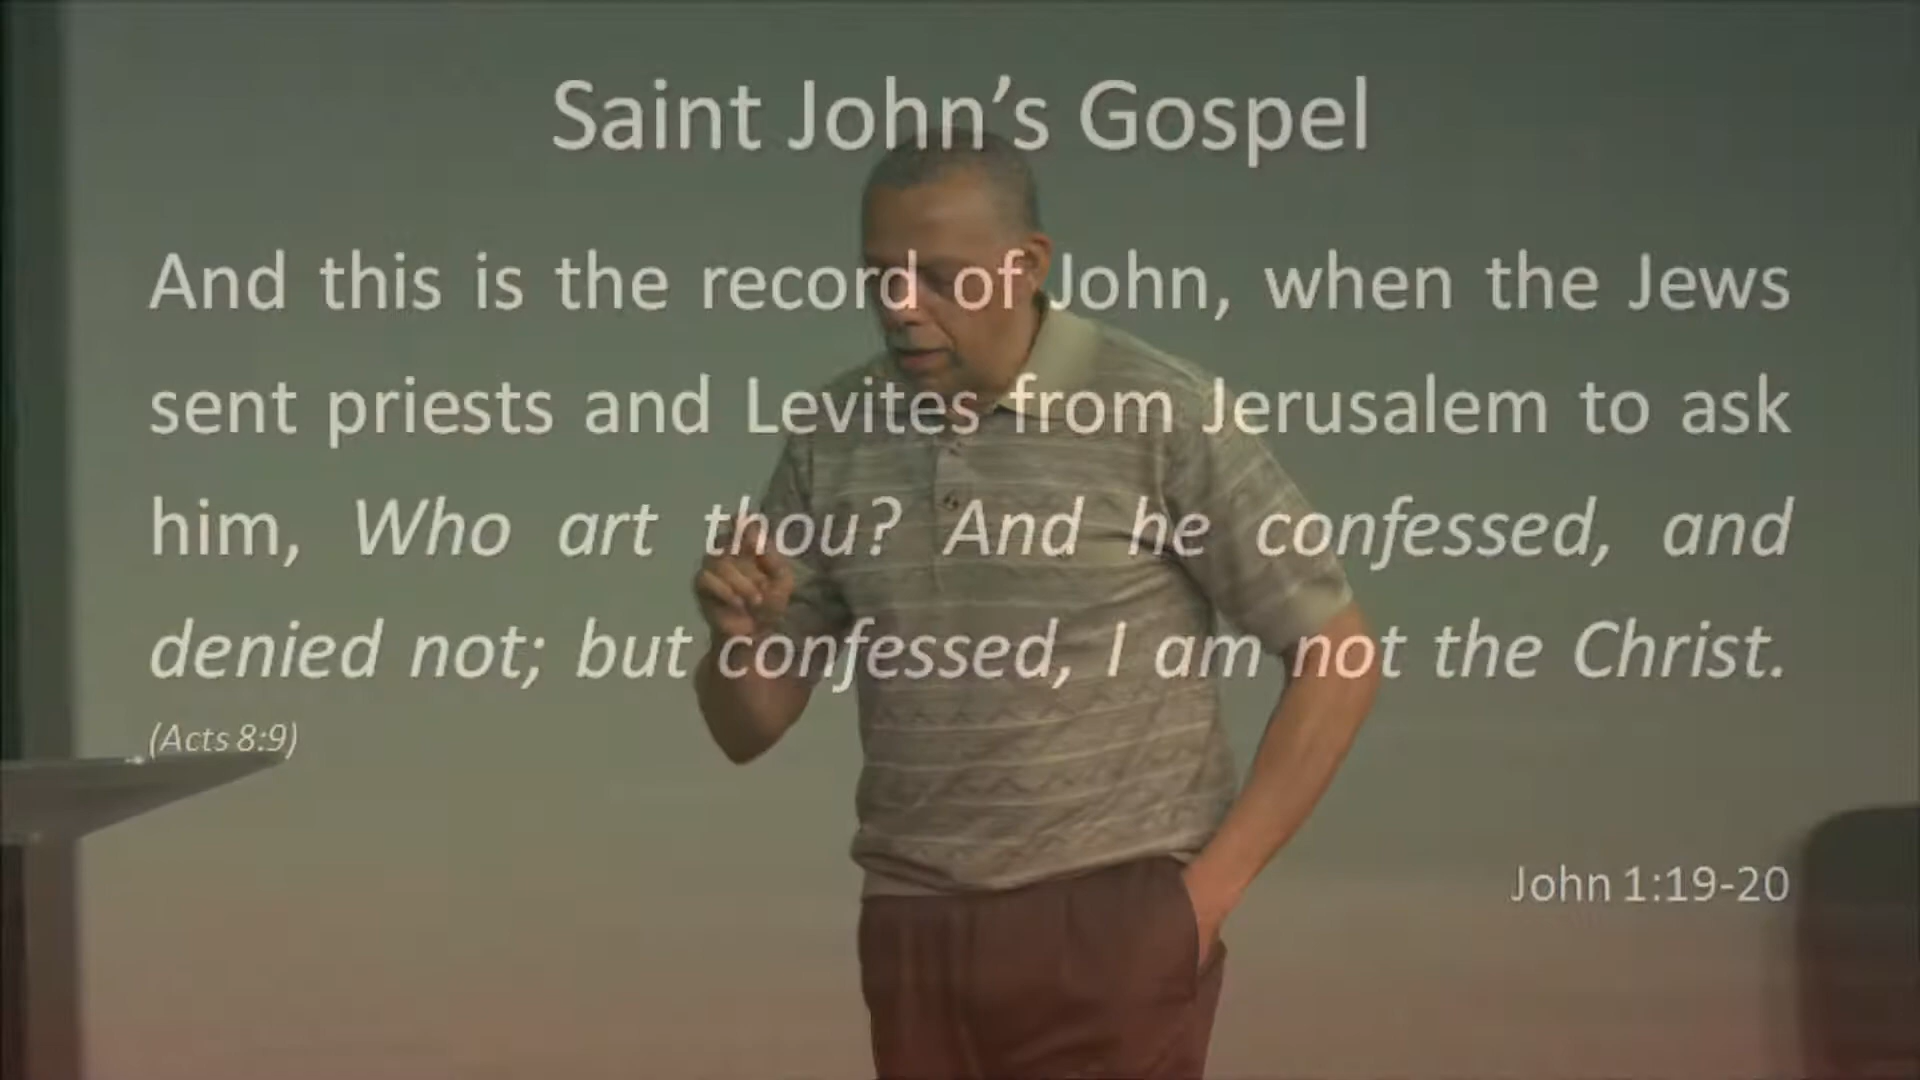 Saint John’s Gospel
And this is the record of John, when the Jews
sent priests and Levites from Jerusalem to ask
him, Who art thou? And he confessed, and
denied not; but confessed, I am not the Christ.
(Acts 8:9)
John 1:19-20